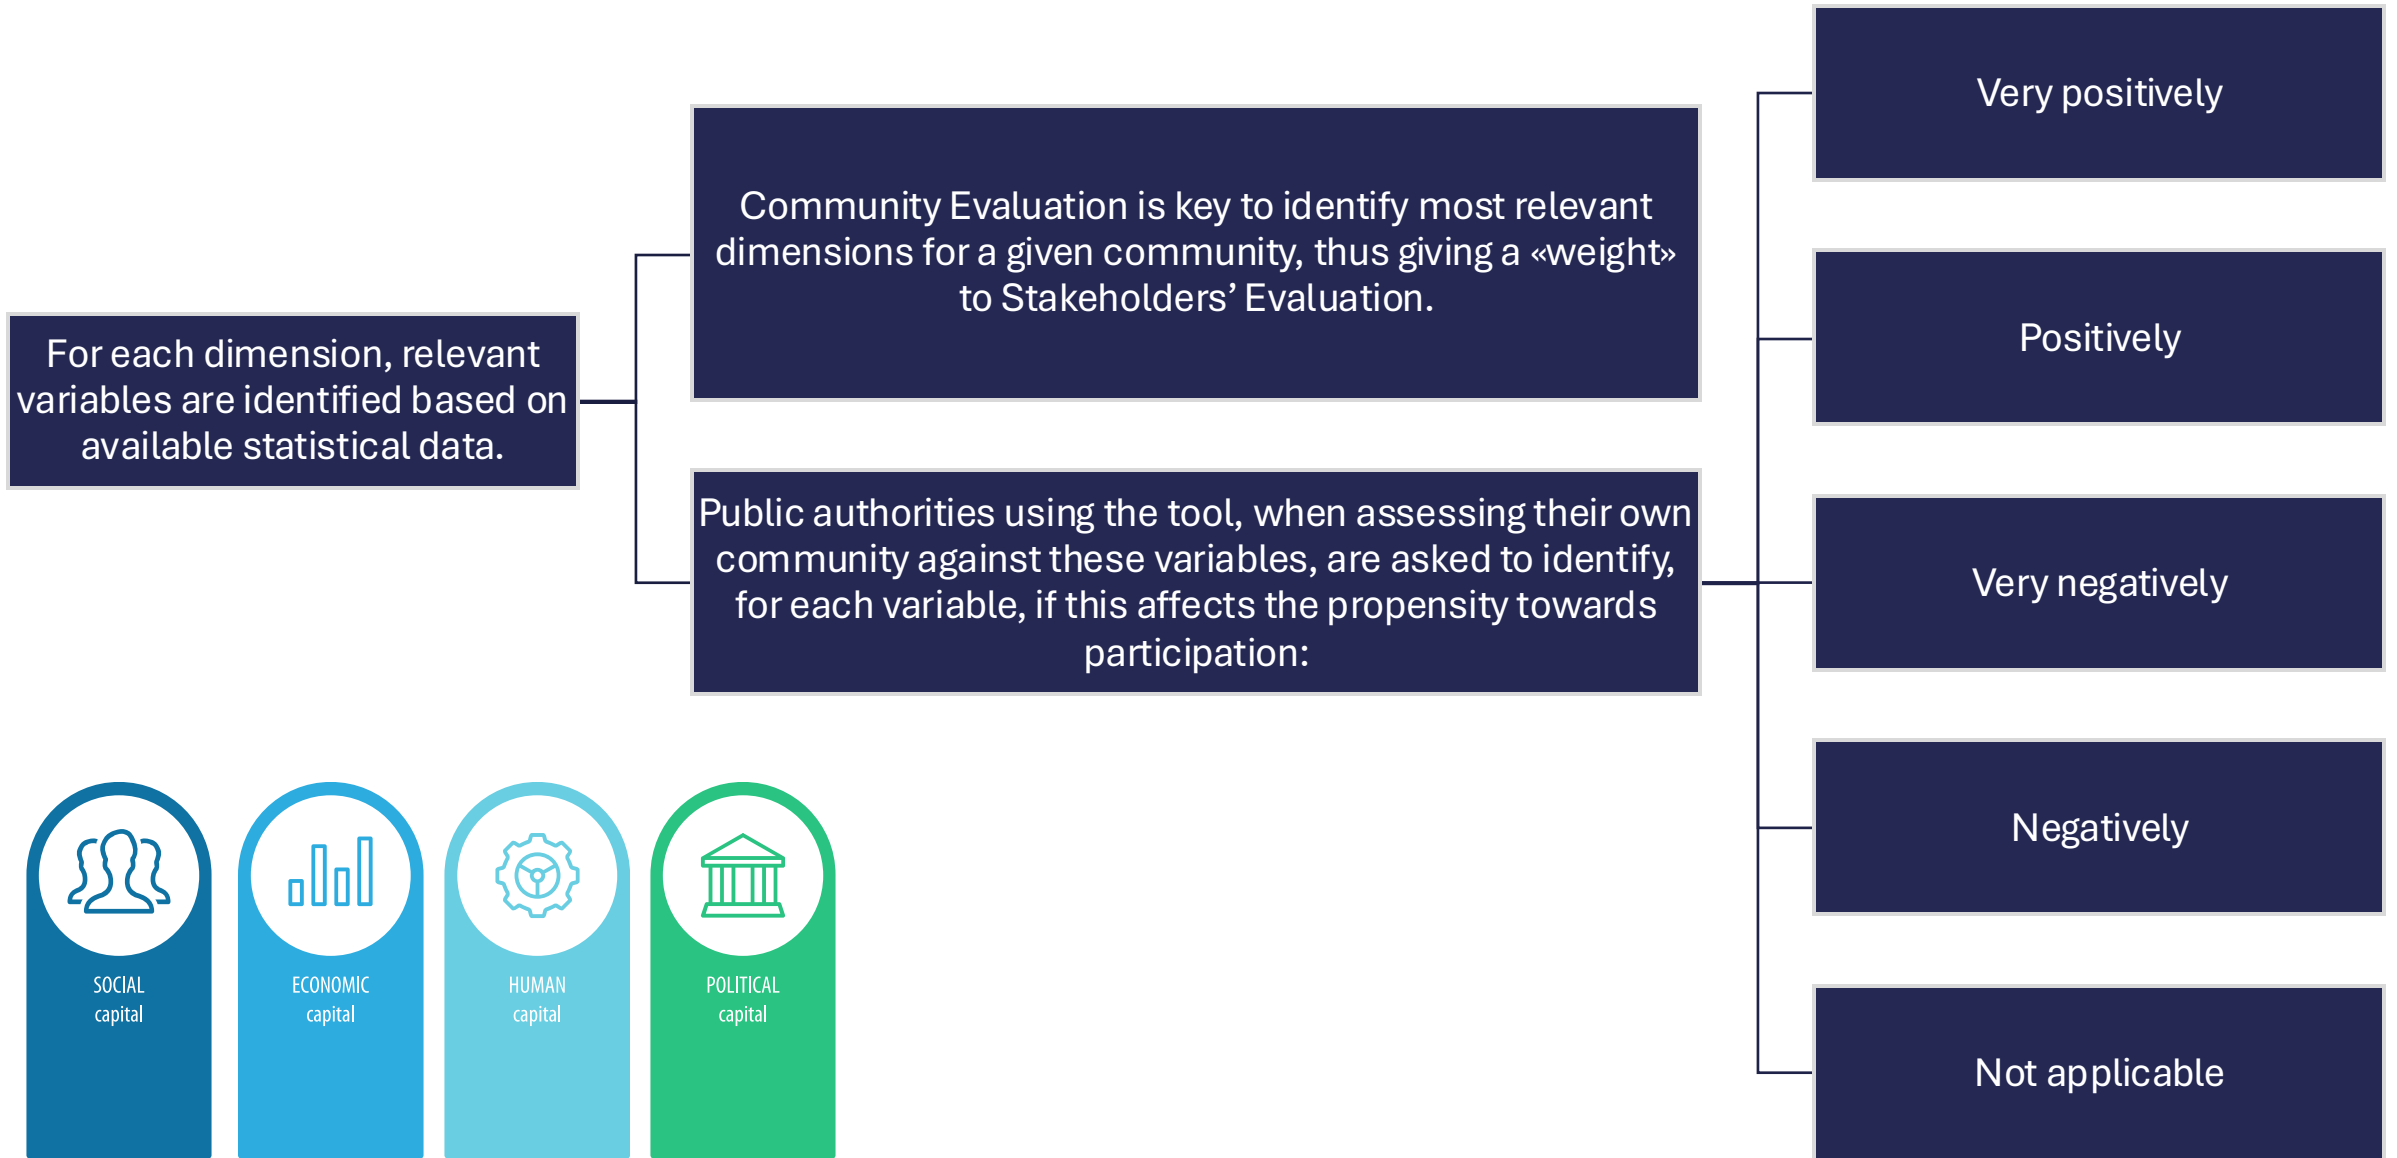 For each dimension, relevant
variables are identified based on
available statistical data.
Community Evaluation is key to identify most relevant
dimensions for a given community, thus giving a «weight»
to Stakeholders’ Evaluation.
Public authorities using the tool, when assessing their own
community against these variables, are asked to identify,
for each variable, if this affects the propensity towards
participation:
Very positively
Positively
Very negatively
Negatively
Not applicable
SOCIAL
capital
ECONOMIC
capital
HUMAN
capital
POLITICAL
capital